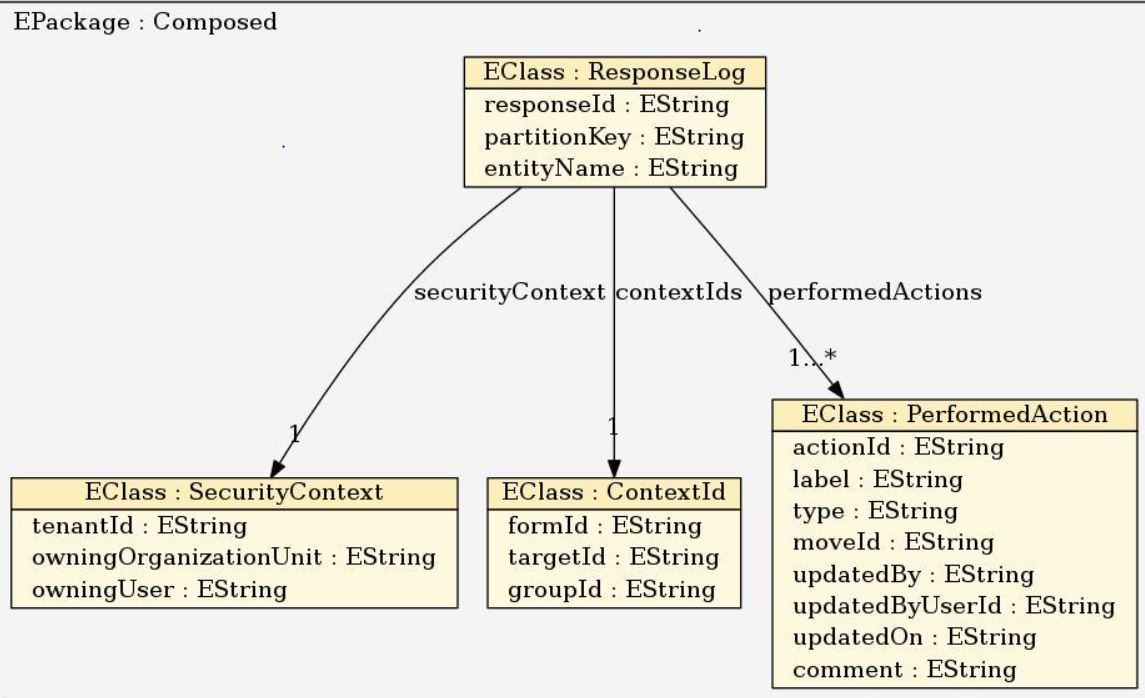 EPackage : Composed
EClass : ResponseLog
responseId : EString
partitionKey : EString
entityName : EString
securityContext
contextIds
performedActions
1
1
1...*
EClass : SecurityContext
tenantId : EString
owningOrganizationUnit : EString
owningUser : EString
EClass : ContextId
formId : EString
targetId : EString
groupId : EString
EClass : PerformedAction
actionId : EString
label : EString
type : EString
moveId : EString
updatedBy : EString
updatedByUserId : EString
updatedOn : EString
comment : EString